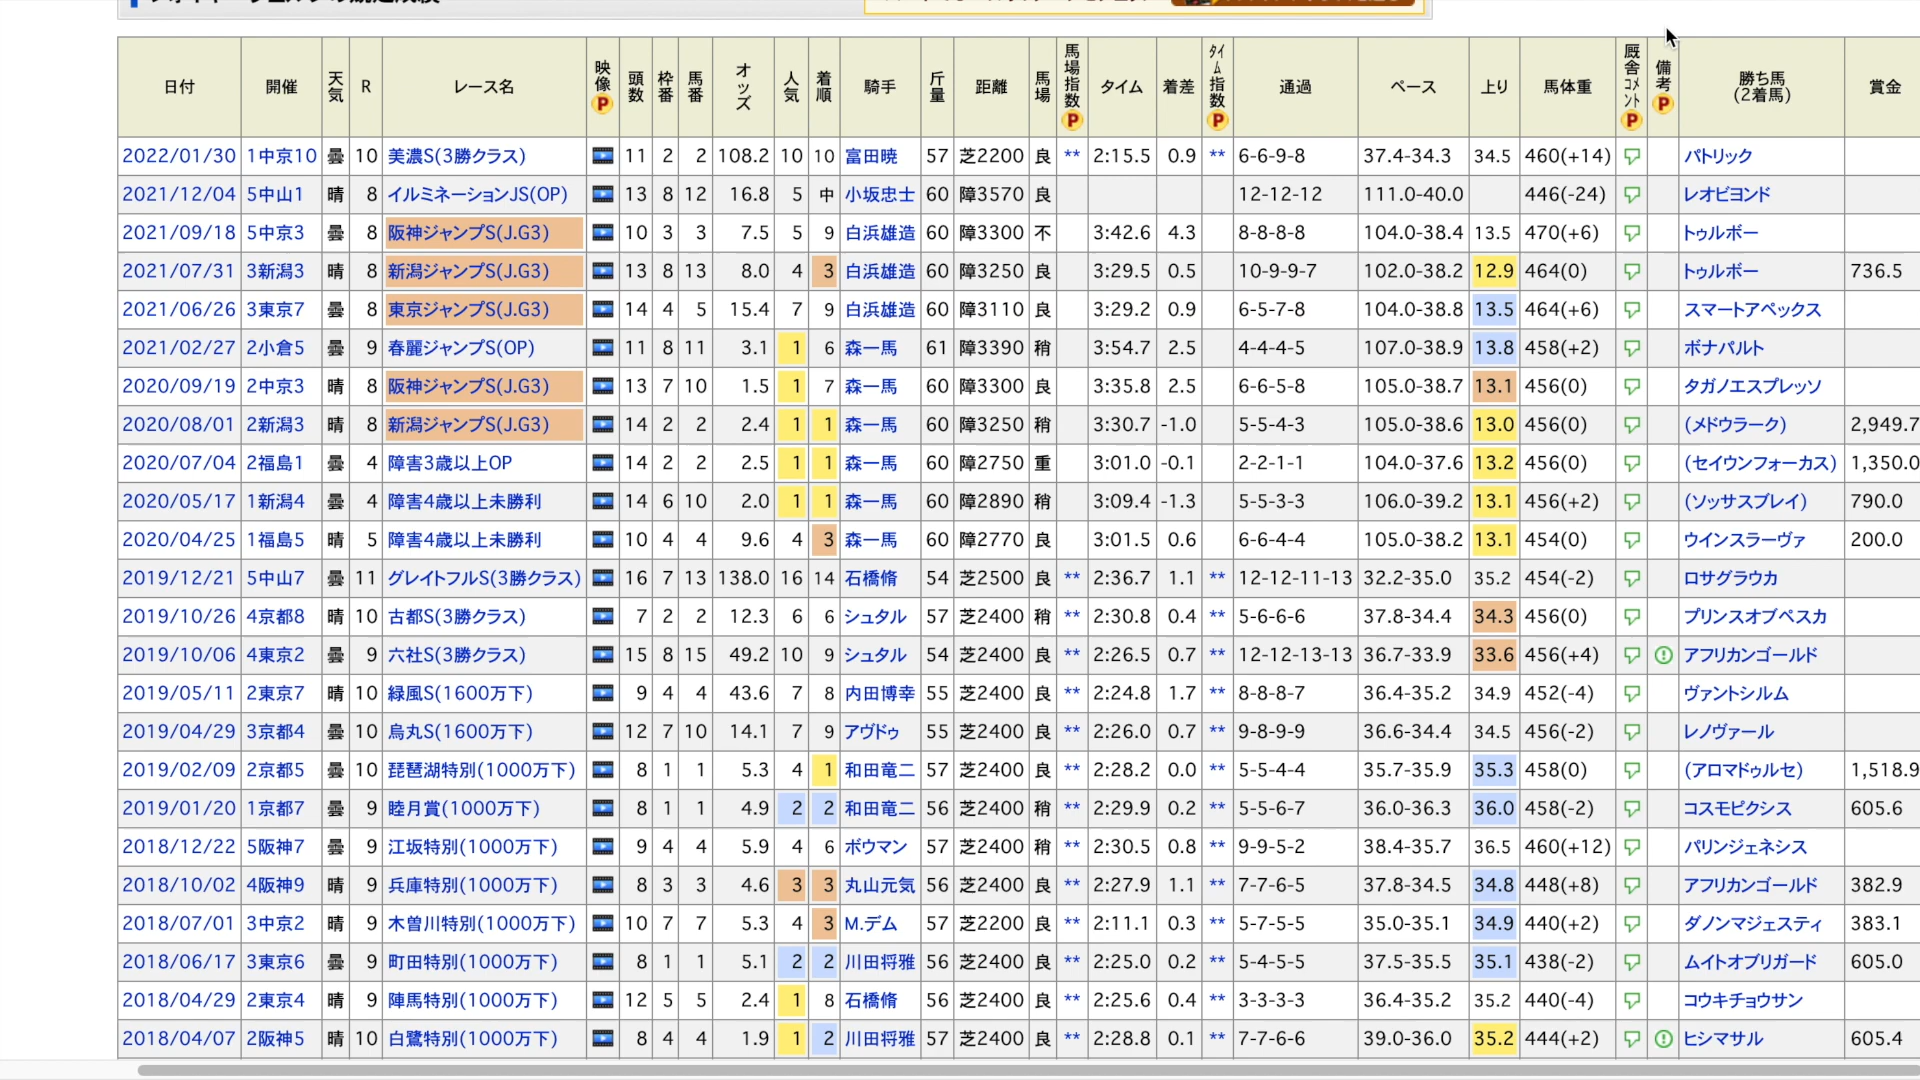 日付 開催 天気 R レース名 映像 頭数 枠番 馬番 オッズ 人気 着順 騎手 斤量 距離 馬場 馬場指数 タイム 着差 タイム指数 通過 ペース 上り 馬体重 厩舎コメント 備考 勝ち馬(2着馬) 賞金
2022/01/30 1中京10 曇 10 美濃S(3勝クラス) 11 2 2 108.2 10 10 富田暁 57 芝2200 良 ** 2:15.5 0.9 ** 6-6-9-8 37.4-34.3 34.5 460(+14) パトリック
2021/12/04 5中山1 晴 8 イルミネーションJS(OP) 13 8 12 16.8 5 中 小坂忠士 60 障3570 良 12-12-12 111.0-40.0 446(-24) レオビヨンド
2021/09/18 5中京3 曇 8 阪神ジャンプS(J.G3) 10 3 3 7.5 5 9 白浜雄造 60 障3300 不 3:42.6 4.3 8-8-8-8 104.0-38.4 13.5 470(+6) トゥルボー
2021/07/31 3新潟3 晴 8 新潟ジャンプS(J.G3) 13 8 13 8.0 4 3 白浜雄造 60 障3250 良 3:29.5 0.5 10-9-9-7 102.0-38.2 12.9 464(0) トゥルボー 736.5
2021/06/26 3東京7 曇 8 東京ジャンプS(J.G3) 14 4 5 15.4 7 9 白浜雄造 60 障3110 良 3:29.2 0.9 6-5-7-8 104.0-38.8 13.5 464(+6) スマートアペックス
2021/02/27 2小倉5 曇 9 春麗ジャンプS(OP) 11 8 11 3.1 1 6 森一馬 61 障3390 稍 3:54.7 2.5 4-4-4-5 107.0-38.9 13.8 458(+2) ボナパルト
2020/09/19 2中京3 晴 8 阪神ジャンプS(J.G3) 13 7 10 1.5 1 7 森一馬 60 障3300 良 3:35.8 2.5 6-6-5-8 105.0-38.7 13.1 456(0) タガノエスプレッソ
2020/08/01 2新潟3 晴 8 新潟ジャンプS(J.G3) 14 2 2 2.4 1 1 森一馬 60 障3250 稍 3:30.7 -1.0 5-5-4-3 105.0-38.6 13.0 456(0) (メドウラーク) 2,949.7
2020/07/04 2福島1 曇 4 障害3歳以上OP 14 2 2 2.5 1 1 森一馬 60 障2750 重 3:01.0 -0.1 2-2-1-1 104.0-37.6 13.2 456(0) (セイウンフォーカス) 1,350.0
2020/05/17 1新潟4 曇 4 障害4歳以上未勝利 14 6 10 2.0 1 1 森一馬 60 障2890 稍 3:09.4 -1.3 5-5-3-3 106.0-39.2 13.1 456(+2) (ソッサスブレイ) 790.0
2020/04/25 1福島5 晴 5 障害4歳以上未勝利 10 4 4 9.6 4 3 森一馬 60 障2770 良 3:01.5 0.6 6-6-4-4 105.0-38.2 13.1 454(0) ウインスラーヴァ 200.0
2019/12/21 5中山7 曇 11 グレイトフルS(3勝クラス) 16 7 13 138.0 16 14 石橋脩 54 芝2500 良 ** 2:36.7 1.1 ** 12-12-11-13 32.2-35.0 35.2 454(-2) ロサグラウカ
2019/10/26 4京都8 晴 10 古都S(3勝クラス) 7 2 2 12.3 6 6 シュタル 57 芝2400 稍 ** 2:30.8 0.4 ** 5-6-6-6 37.8-34.4 34.3 456(0) プリンスオブペスカ
2019/10/06 4東京2 曇 9 六社S(3勝クラス) 15 8 15 49.2 10 9 シュタル 54 芝2400 良 ** 2:26.5 0.7 ** 12-12-13-13 36.7-33.9 33.6 456(+4) アフリカンゴールド
2019/05/11 2東京7 晴 10 緑風S(1600万下) 9 4 4 43.6 7 8 内田博幸 55 芝2400 良 ** 2:24.8 1.7 ** 8-8-8-7 36.4-35.2 34.9 452(-4) ヴァントシルム
2019/04/29 3京都4 曇 10 烏丸S(1600万下) 12 7 10 14.1 7 9 アヴドゥ 55 芝2400 良 ** 2:26.0 0.7 ** 9-8-9-9 36.6-34.4 34.5 456(-2) レノヴァール
2019/02/09 2京都5 曇 10 琵琶湖特別(1000万下) 8 1 1 5.3 4 1 和田竜二 57 芝2400 良 ** 2:28.2 0.0 ** 5-5-4-4 35.7-35.9 35.3 458(0) (アロマドゥルセ) 1,518.9
2019/01/20 1京都7 曇 9 睦月賞(1000万下) 8 1 1 4.9 2 2 和田竜二 56 芝2400 稍 ** 2:29.9 0.2 ** 5-5-6-7 36.0-36.3 36.0 458(-2) コスモピクシス 605.6
2018/12/22 5阪神7 曇 9 江坂特別(1000万下) 9 4 4 5.9 4 6 ボウマン 57 芝2400 稍 ** 2:30.5 0.8 ** 9-9-5-2 38.4-35.7 36.5 460(+12) パリンジェネシス
2018/10/02 4阪神9 晴 9 兵庫特別(1000万下) 8 3 3 4.6 3 3 丸山元気 56 芝2400 良 ** 2:27.9 1.1 ** 7-7-6-5 37.8-34.5 34.8 448(+8) アフリカンゴールド 382.9
2018/07/01 3中京2 晴 9 木曽川特別(1000万下) 10 7 7 5.3 4 3 M.デム 57 芝2200 良 ** 2:11.1 0.3 ** 5-7-5-5 35.0-35.1 34.9 440(+2) ダノンマジェスティ 383.1
2018/06/17 3東京6 曇 9 町田特別(1000万下) 8 1 1 5.1 2 2 川田将雅 56 芝2400 良 ** 2:25.0 0.2 ** 5-4-5-5 37.5-35.5 35.1 438(-2) ムイトオブリガード 605.0
2018/04/29 2東京4 晴 9 陣馬特別(1000万下) 12 5 5 2.4 1 8 石橋脩 56 芝2400 良 ** 2:25.6 0.4 ** 3-3-3-3 36.4-35.2 35.2 440(-4) コウキチョウサン
2018/04/07 2阪神5 晴 10 白鷺特別(1000万下) 8 4 4 1.9 1 2 川田将雅 57 芝2400 良 ** 2:28.8 0.1 ** 7-7-6-6 39.0-36.0 35.2 444(+2) ヒシマサル 605.4